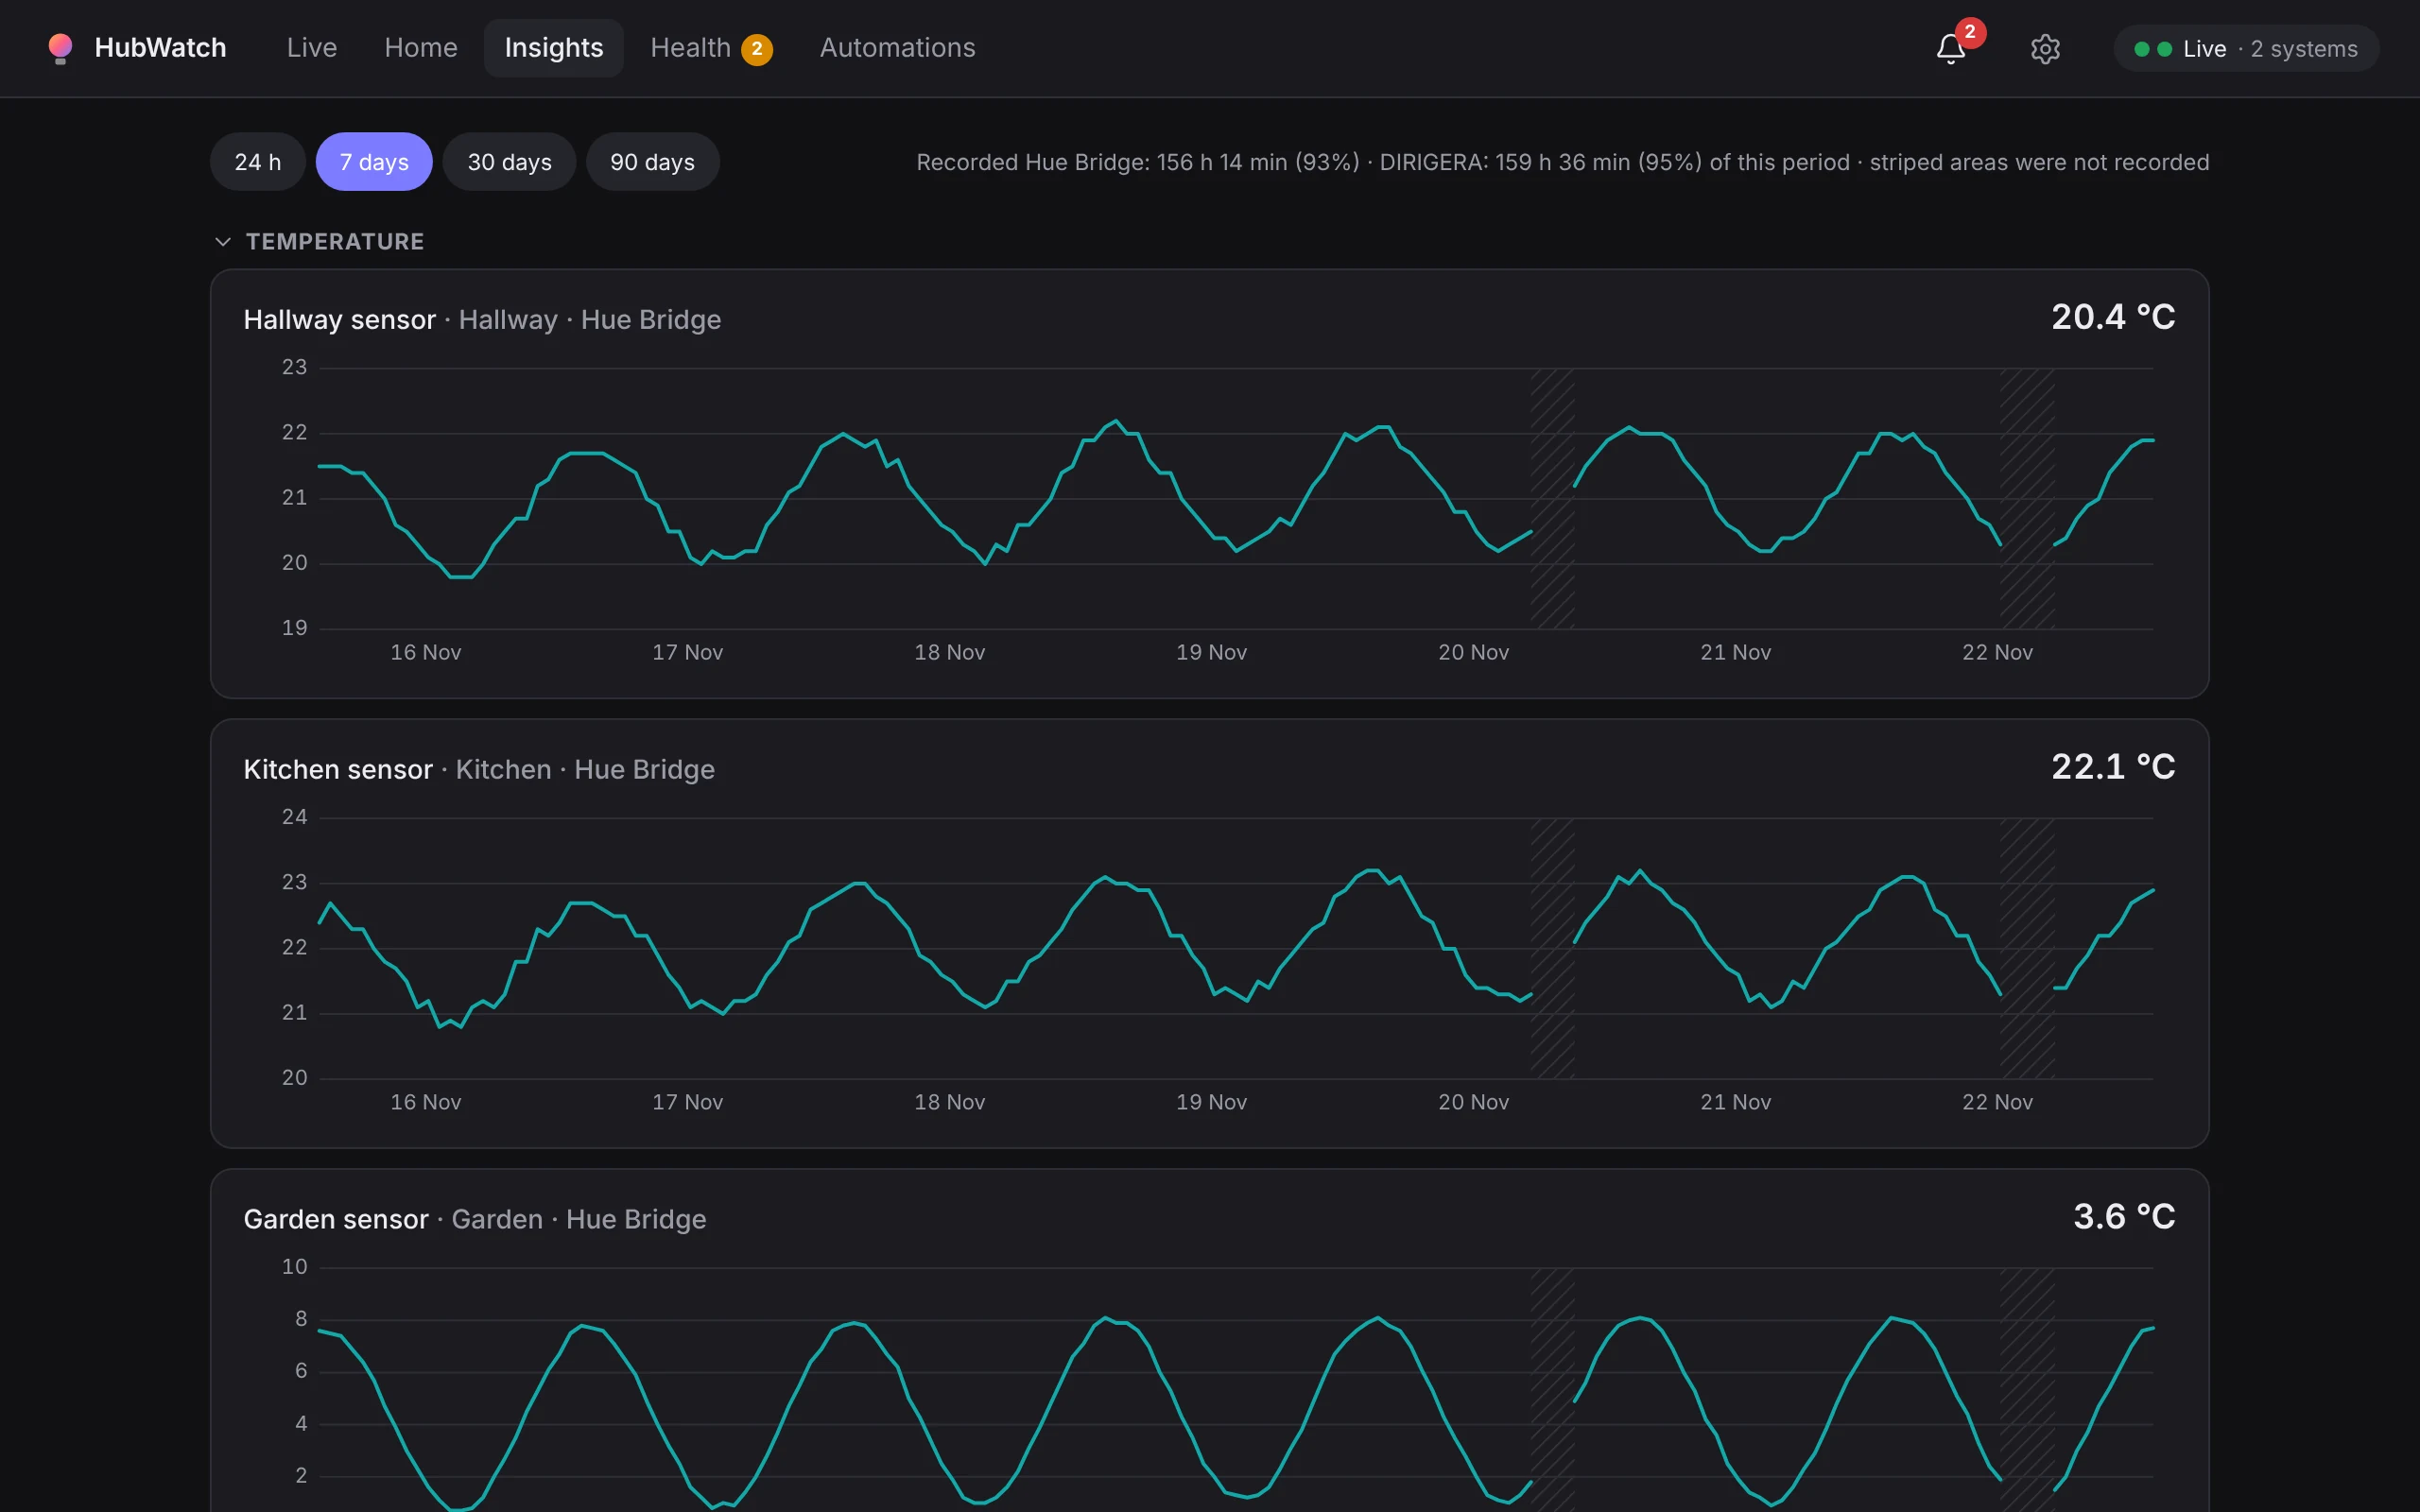 HubWatch Live Home Insights Health 2 Automations 2 Live · 2 systems
24 h 7 days 30 days 90 days Recorded Hue Bridge: 156 h 14 min (93%) · DIRIGERA: 159 h 36 min (95%) of this period · striped areas were not recorded
TEMPERATURE
Hallway sensor · Hallway · Hue Bridge 20.4 °C
23
22
21
20
19
16 Nov 17 Nov 18 Nov 19 Nov 20 Nov 21 Nov 22 Nov
Kitchen sensor · Kitchen · Hue Bridge 22.1 °C
24
23
22
21
20
16 Nov 17 Nov 18 Nov 19 Nov 20 Nov 21 Nov 22 Nov
Garden sensor · Garden · Hue Bridge 3.6 °C
10
8
6
4
2